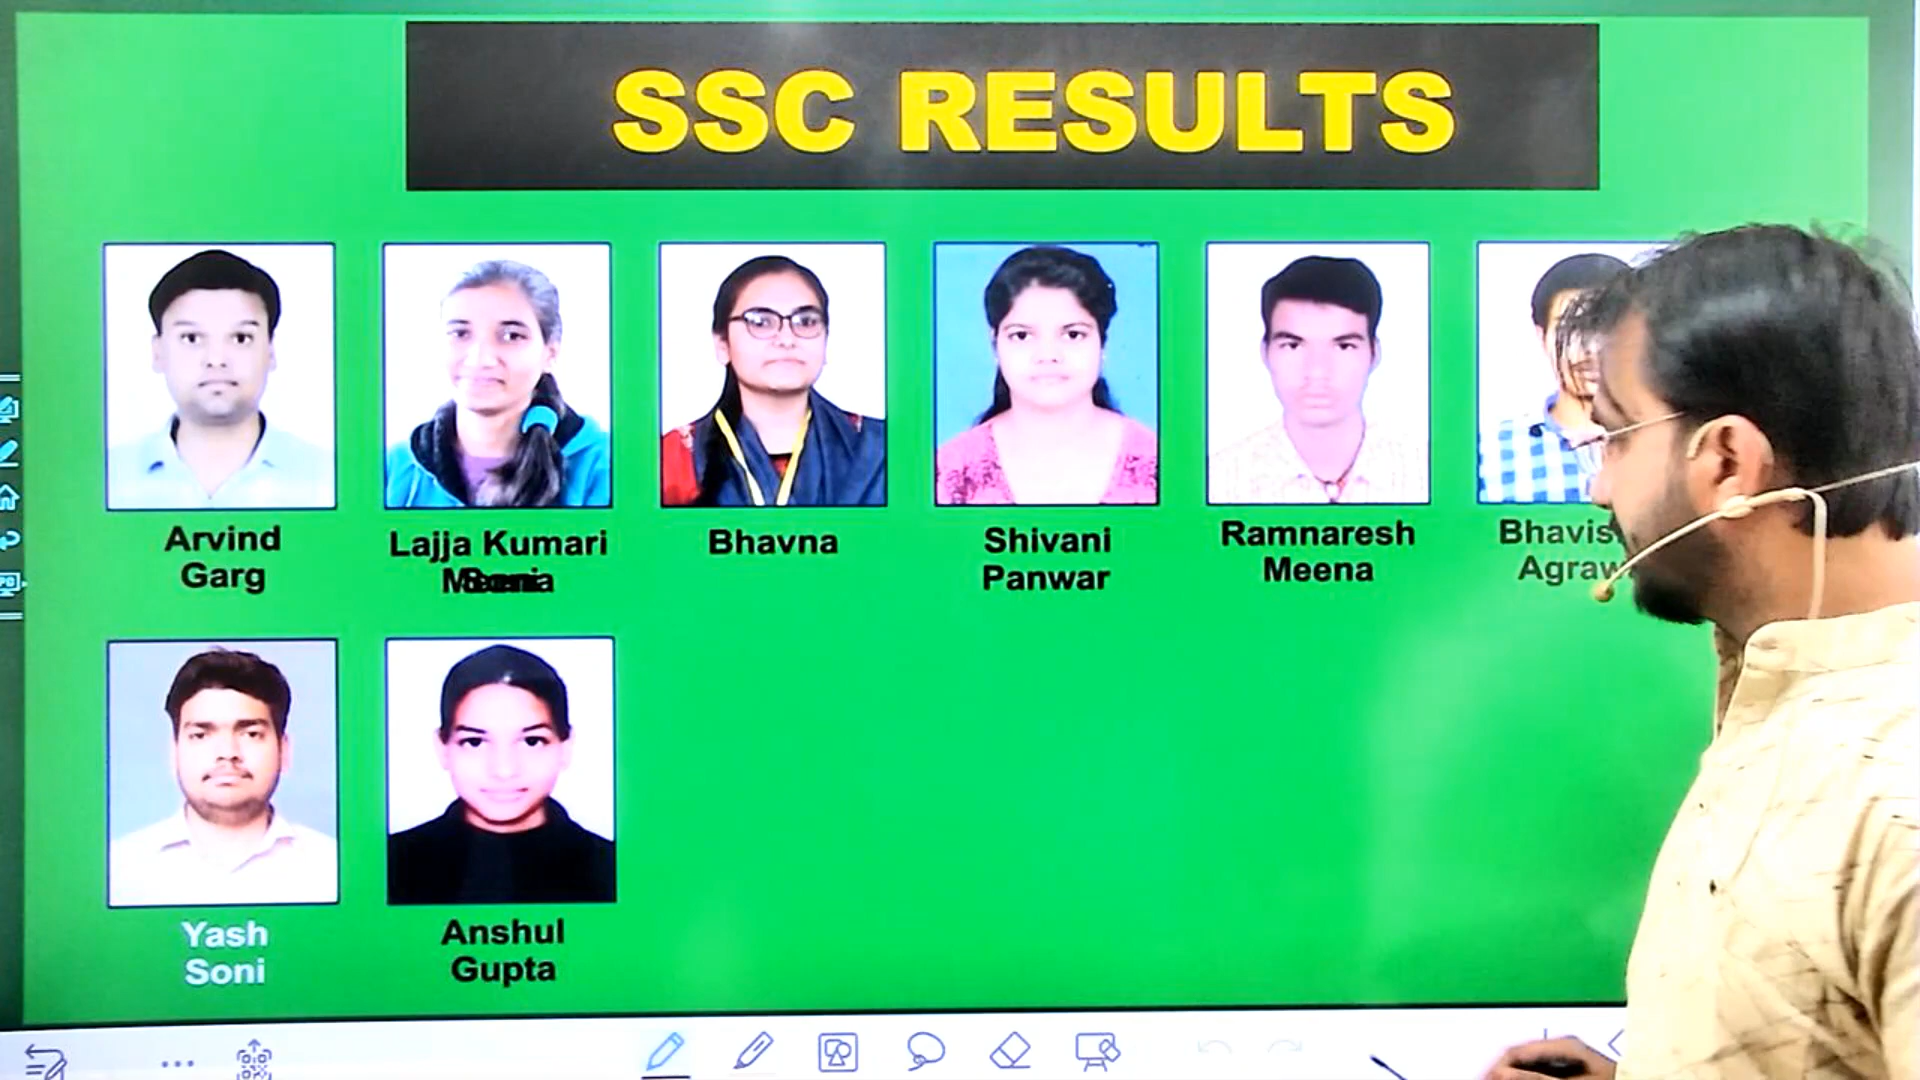 SSC RESULTS
Arvind
Garg
Lajja Kumari
Bhavna
Shivani
Panwar
Ramnaresh
Meena
Yash
Soni
Anshul
Gupta